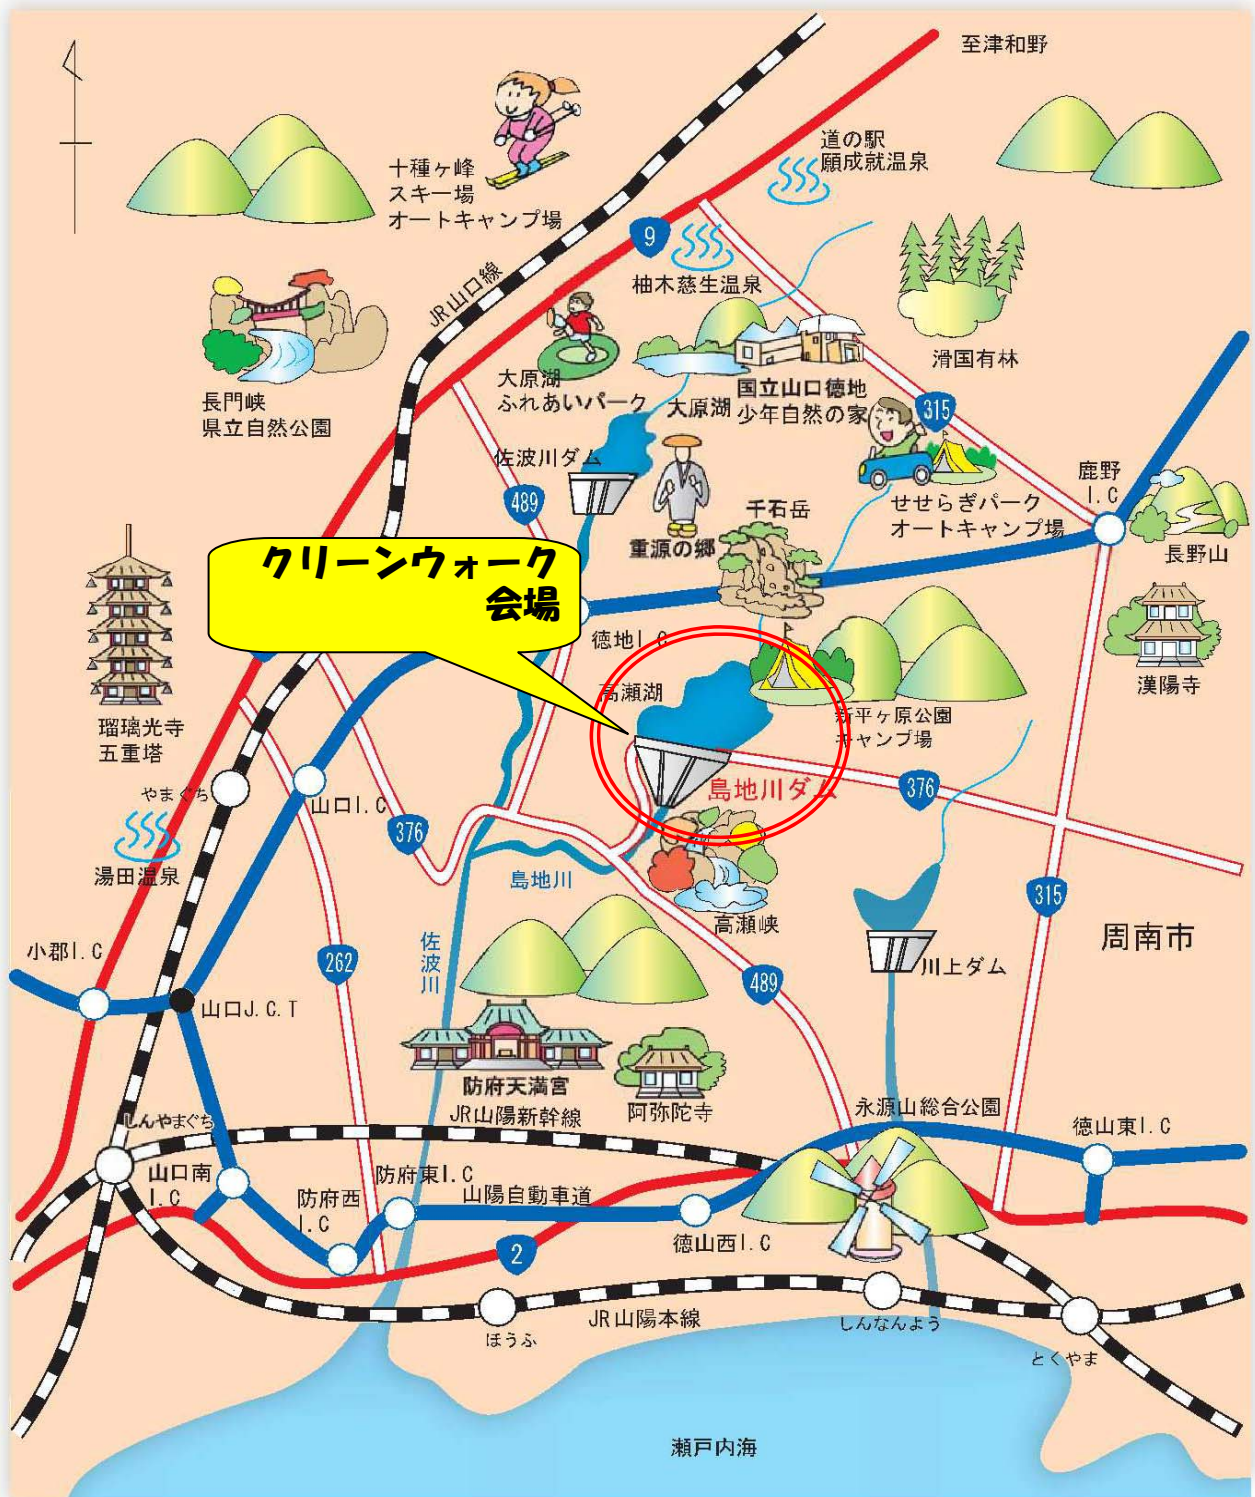 至津和野
道の駅
願成就温泉
十種ヶ峰
スキー場
オートキャンプ場
9
柚木慈生温泉
JR山口線
滑国有林
長門峡
県立自然公園
大原湖
ふれあいパーク
大原湖
国立山口徳地
少年自然の家
315
佐波川ダム
489
鹿野
I.C
せせらぎパーク
オートキャンプ場
千石岳
重源の郷
長野山
クリーンウォーク
会場
徳地I.C
高瀬湖
漢陽寺
瑠璃光寺
五重塔
新平ヶ原公園
キャンプ場
やまぐち
山口I.C
島地川ダム
376
376
湯田温泉
島地川
高瀬峡
315
周南市
小郡I.C
262
佐波川
489
川上ダム
山口J.C.T
防府天満宮
阿弥陀寺
JR山陽新幹線
永源山総合公園
しんやまぐち
徳山東I.C
山口南
I.C
防府東I.C
防府西
I.C
山陽自動車道
徳山西I.C
2
JR山陽本線
ほうふ
しんなんよう
とくやま
瀬戸内海